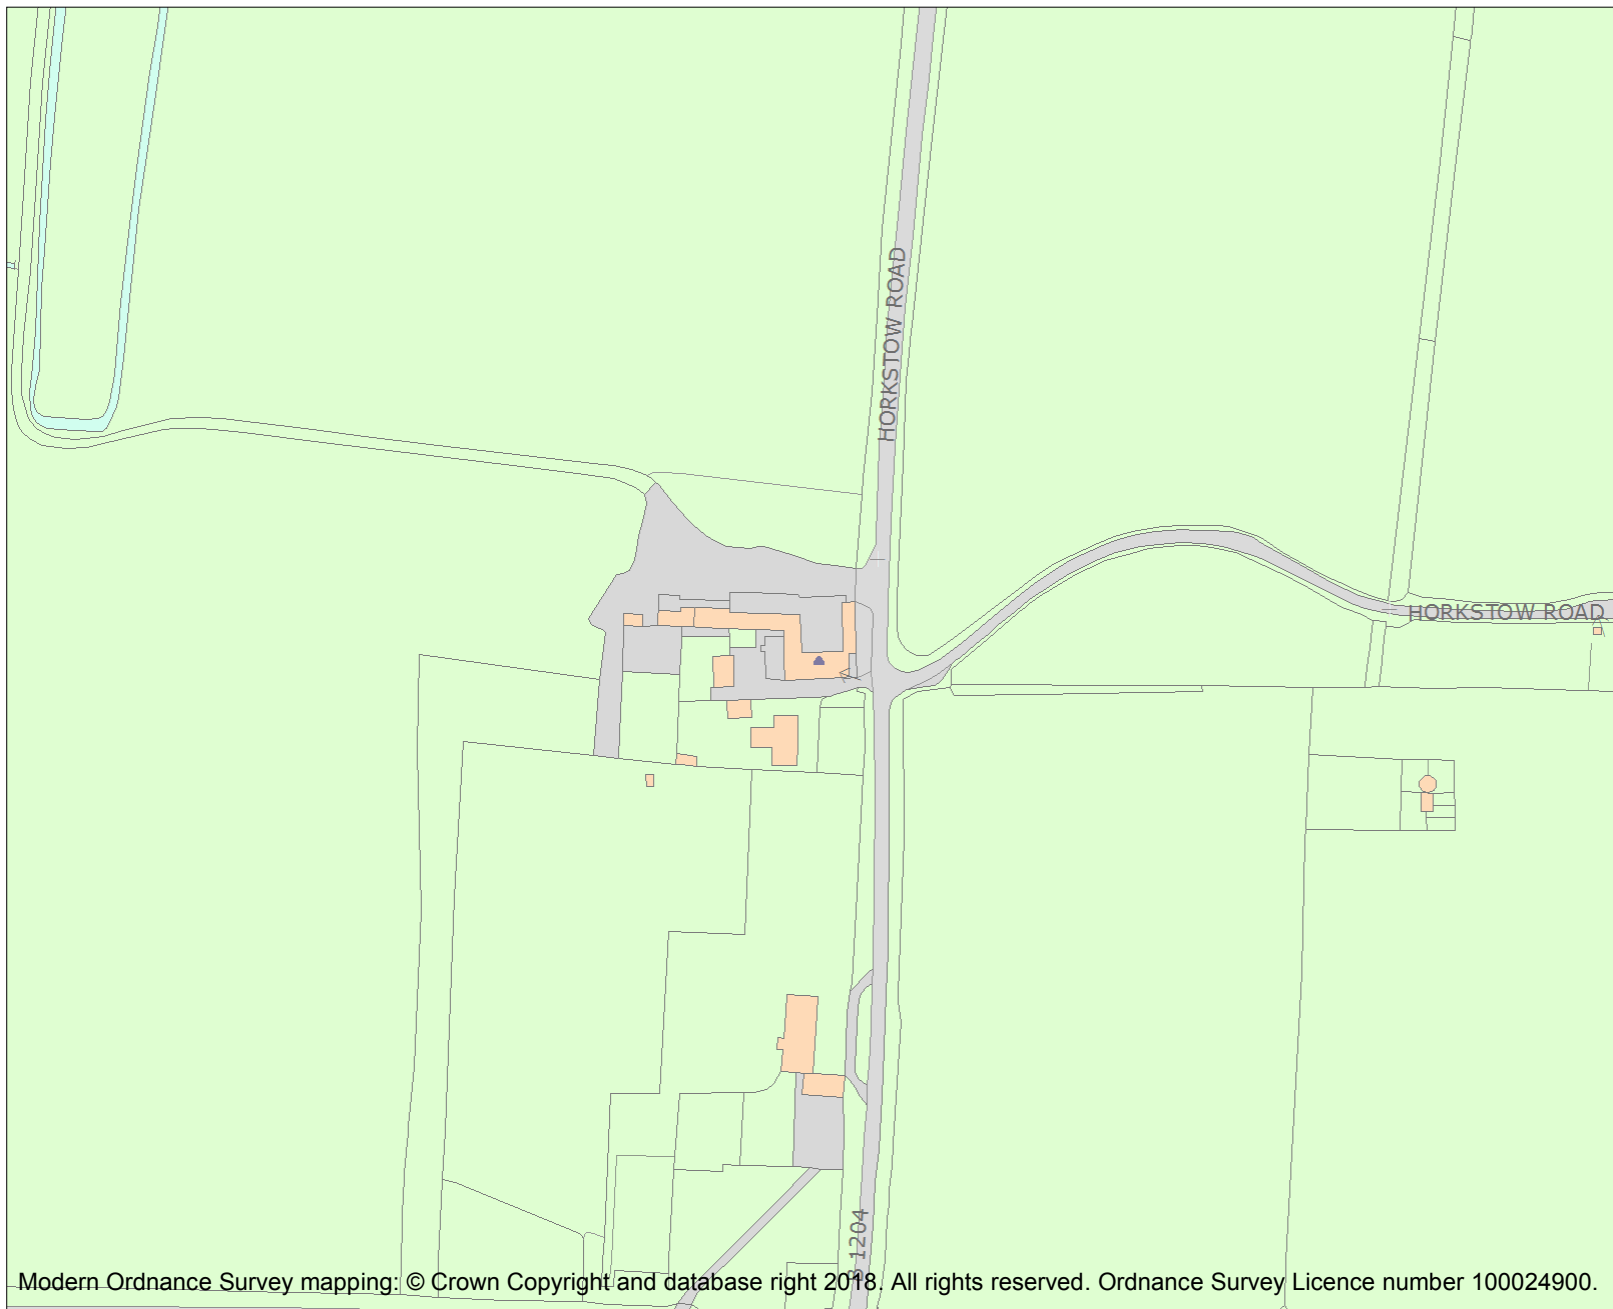 HORKSTOW ROAD
HORKSTOW ROAD
B 1204
Modern Ordnance Survey mapping: © Crown Copyright and database right 2018. All rights reserved. Ordnance Survey Licence number 100024900.